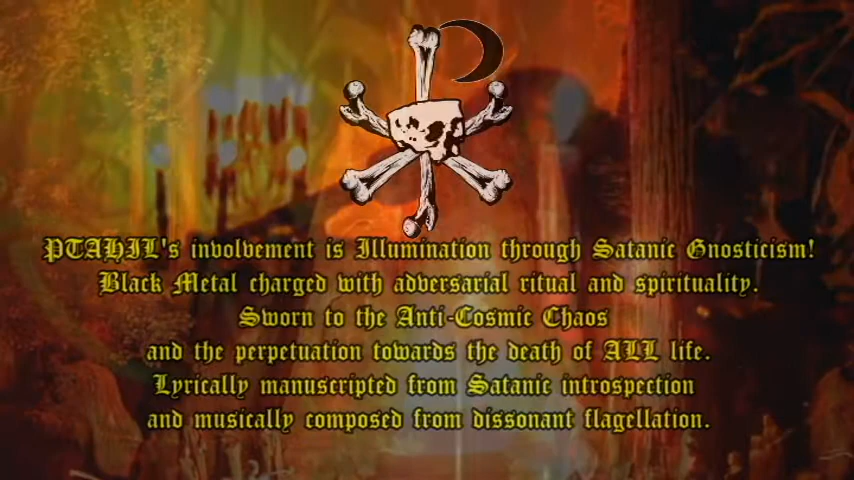 PTAHIL's involvement is Illumination through Satanic Gnosticism!
Black Metal charged with adversarial ritual and spirituality.
Sworn to the Anti-Cosmic Chaos
and the perpetuation towards the death of ALL life.
Lyrically manuscripted from Satanic introspection
and musically composed from dissonant flagellation.